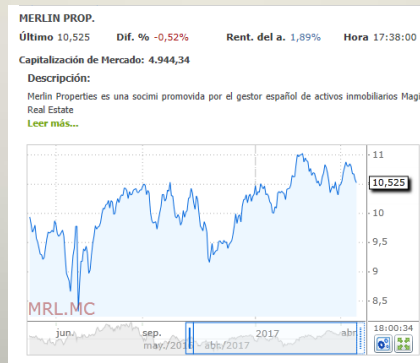 MERLIN PROP.
Último 10,525 Dif. % -0,52% Rent. del a. 1,89% Hora 17:38:00
Capitalización de Mercado: 4.944,34
Descripción:
Merlin Properties es una socimi promovida por el gestor español de activos inmobiliarios Magi
Real Estate
Leer más...
11
10,525
10
9,5
9
8,5
MRL.MC
jun. sep. 2017 abr.
may./2016 abr./2017
18:00:34